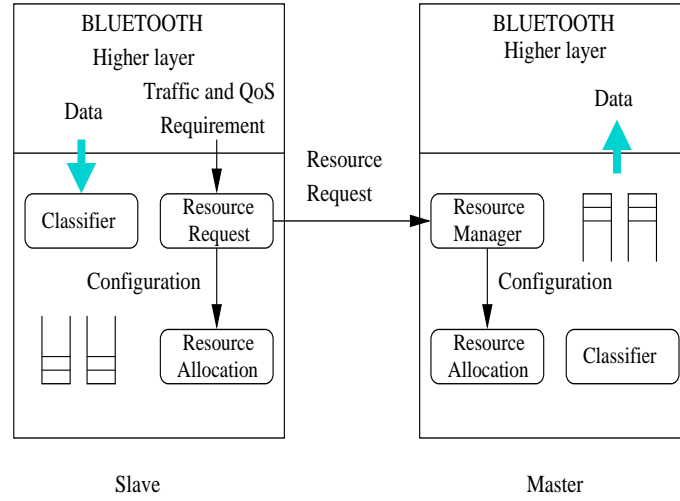 BLUETOOTH
Higher layer
Traffic and QoS
Data
Requirement
Classifier
Resource
Request
Configuration
Resource
Allocation
Slave
Resource
Request
BLUETOOTH
Higher layer
Data
Resource
Manager
Configuration
Resource
Allocation
Classifier
Master